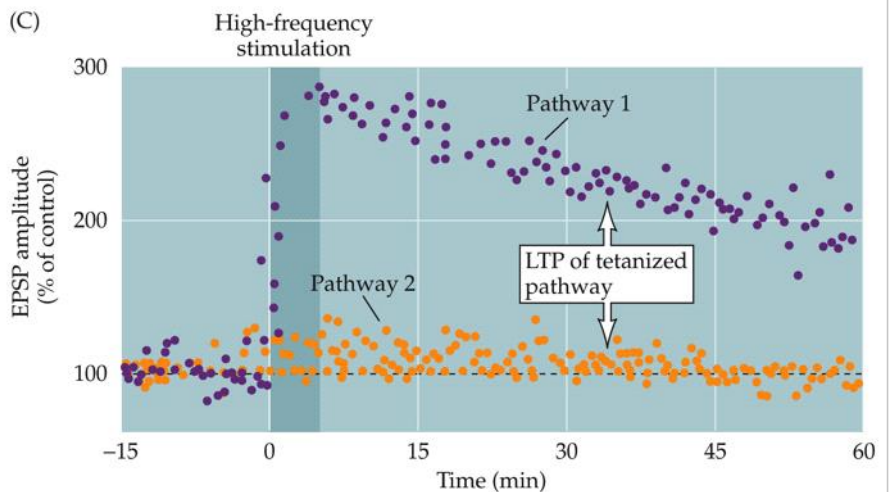 (C)
High-frequency
stimulation
300
200
100
EPSP amplitude
(% of control)
Pathway 1
Pathway 2
LTP of tetanized
pathway
−15
0
15
30
45
60
Time (min)